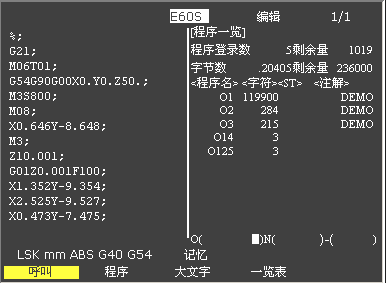 E60S 编辑 1/1
%;
G21;
M06T01;
G54G90G00X0.Y0.Z50.;
M3S800;
M08;
X0.646Y-8.648;
M3;
Z10.001;
G01Z0.001F100;
X1.352Y-9.354;
X2.525Y-9.527;
X0.473Y-7.475;
[程序一览]
程序登录数 5剩余量 1019
字节数 .20405剩余量 236000
<程序名> <字符><ST> <注解>
O1 119900 DEMO
O2 284 DEMO
O3 215 DEMO
O14 3
O125 3
O( )N( )-( )
LSK mm ABS G40 G54 记忆
呼叫 程序 大文字 一览表